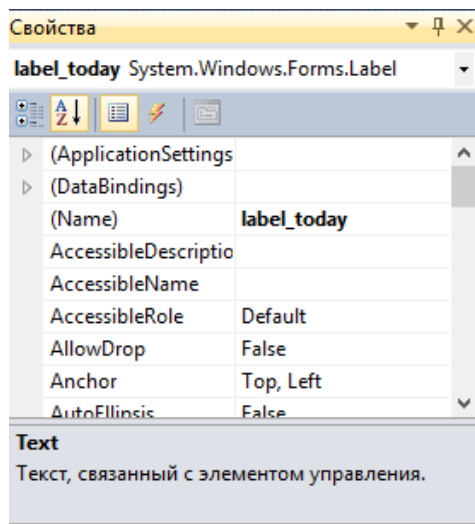 Свойства
label_today System.Windows.Forms.Label
(ApplicationSettings
(DataBindings)
(Name) label_today
AccessibleDescriptio
AccessibleName
AccessibleRole Default
AllowDrop False
Anchor Top, Left
AutoEllipsis False
Text
Текст, связанный с элементом управления.